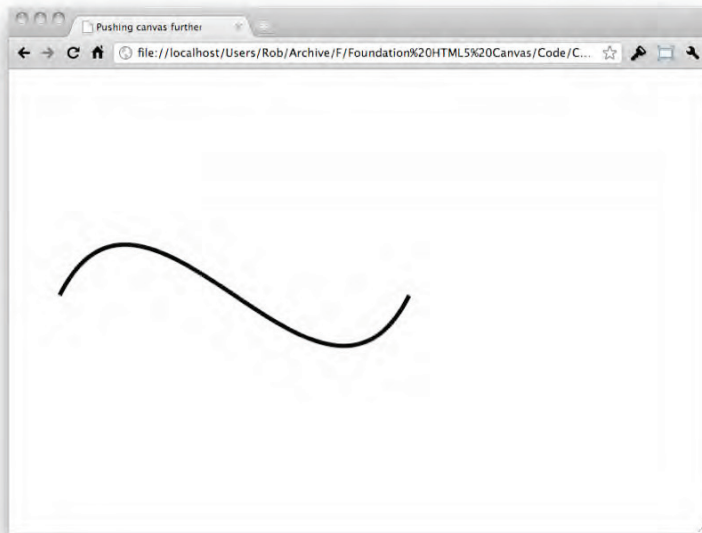 Pushing canvas further
file://localhost/Users/Rob/Archive/F/Foundation%20HTML5%20Canvas/Code/C...